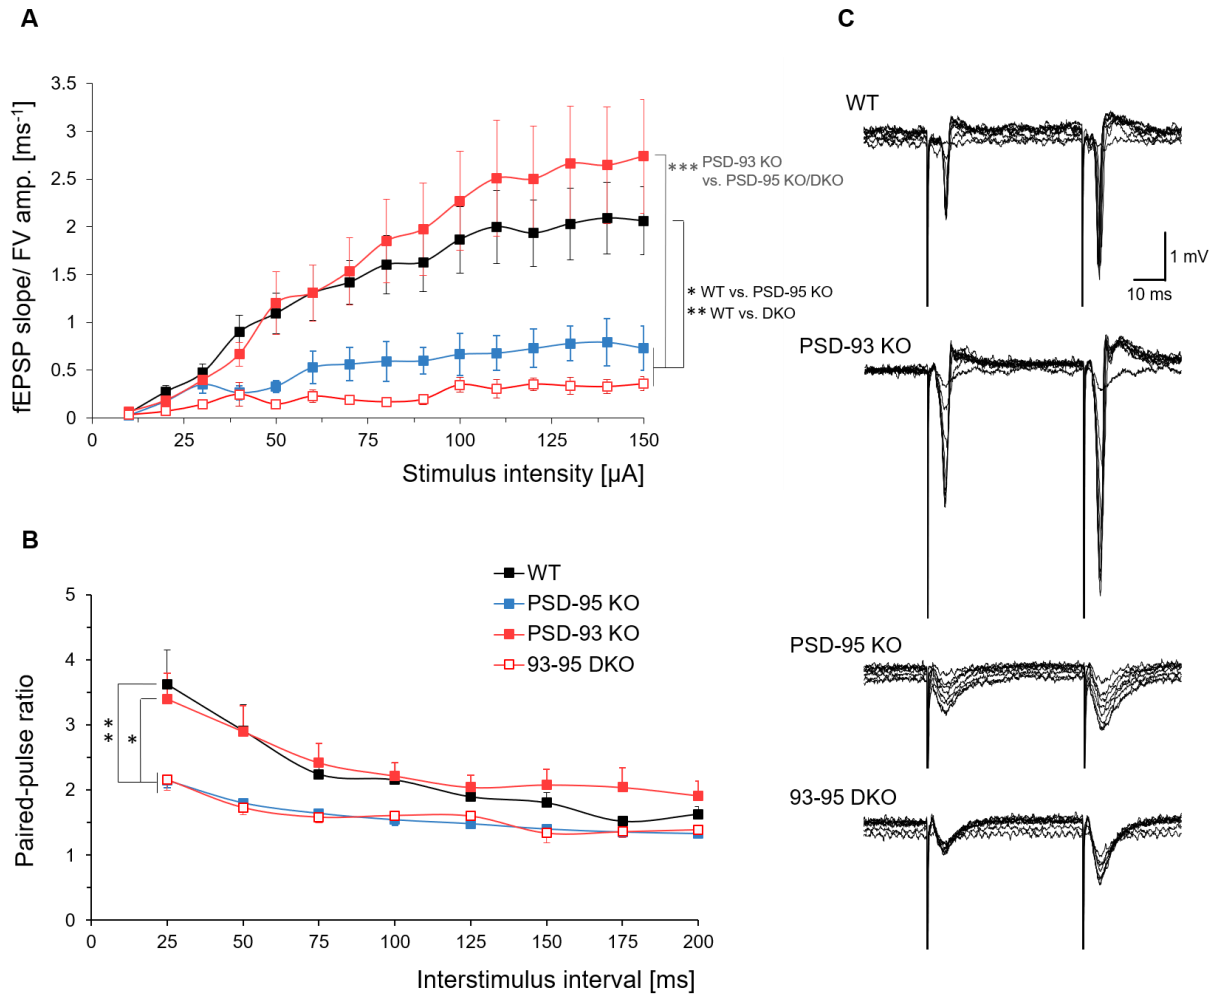 A
fEPSP slope/ FV amp. [ms⁻¹]
3.5
3
2.5
2
1.5
1
0.5
0
0 25 50 75 100 125 150
Stimulus intensity [µA]
*** PSD-93 KO
vs. PSD-95 KO/DKO
* WT vs. PSD-95 KO
** WT vs. DKO
B
Paired-pulse ratio
5
4
3
2
1
0
**
*
WT
PSD-95 KO
PSD-93 KO
93-95 DKO
0 25 50 75 100 125 150 175 200
Interstimulus interval [ms]
C
WT
1 mV
10 ms
PSD-93 KO
PSD-95 KO
93-95 DKO